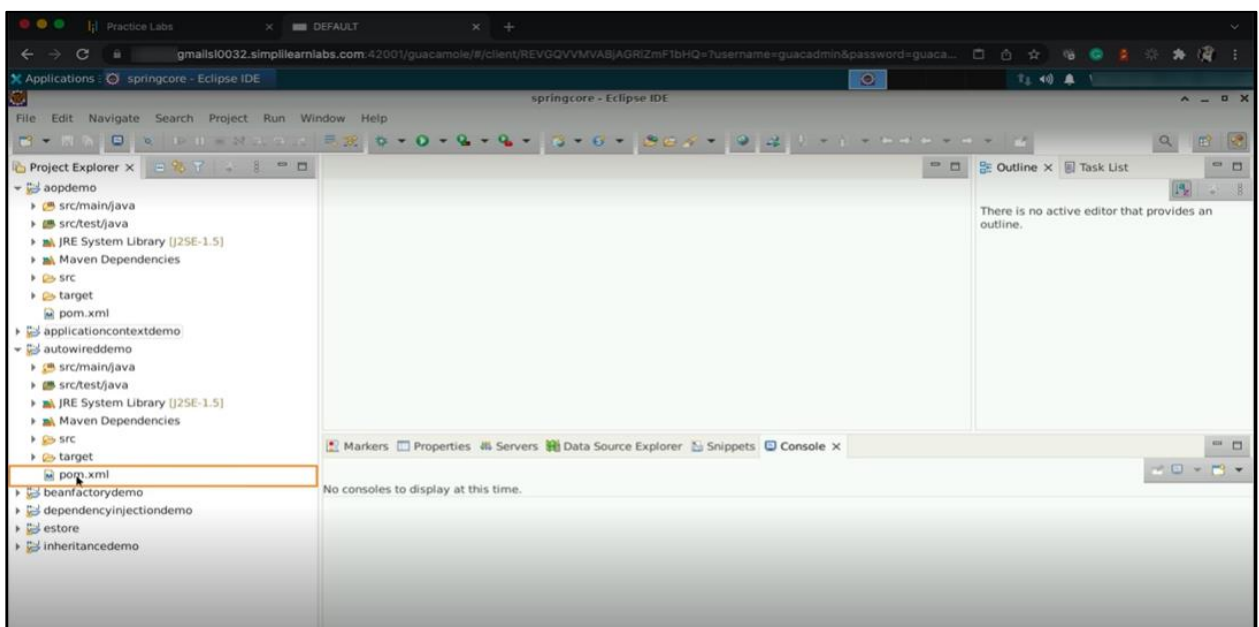 Practice Labs
DEFAULT
gmailsl0032.simplilearnlabs.com:42001/guacamole/#/client/REVGQVVMVABjAGRiZmF1bHQ=?username=guacadmin&password=guaca...
Applications
springcore - Eclipse IDE
springcore - Eclipse IDE
File Edit Navigate Search Project Run Window Help
Project Explorer
aopdemo
src/main/java
src/test/java
JRE System Library [J2SE-1.5]
Maven Dependencies
src
target
pom.xml
applicationcontextdemo
autowireddemo
src/main/java
src/test/java
JRE System Library [J2SE-1.5]
Maven Dependencies
src
target
pom.xml
beanfactorydemo
dependencyinjectiondemo
estore
inheritancedemo
Outline
Task List
There is no active editor that provides an
outline.
Markers Properties Servers Data Source Explorer Snippets Console
No consoles to display at this time.